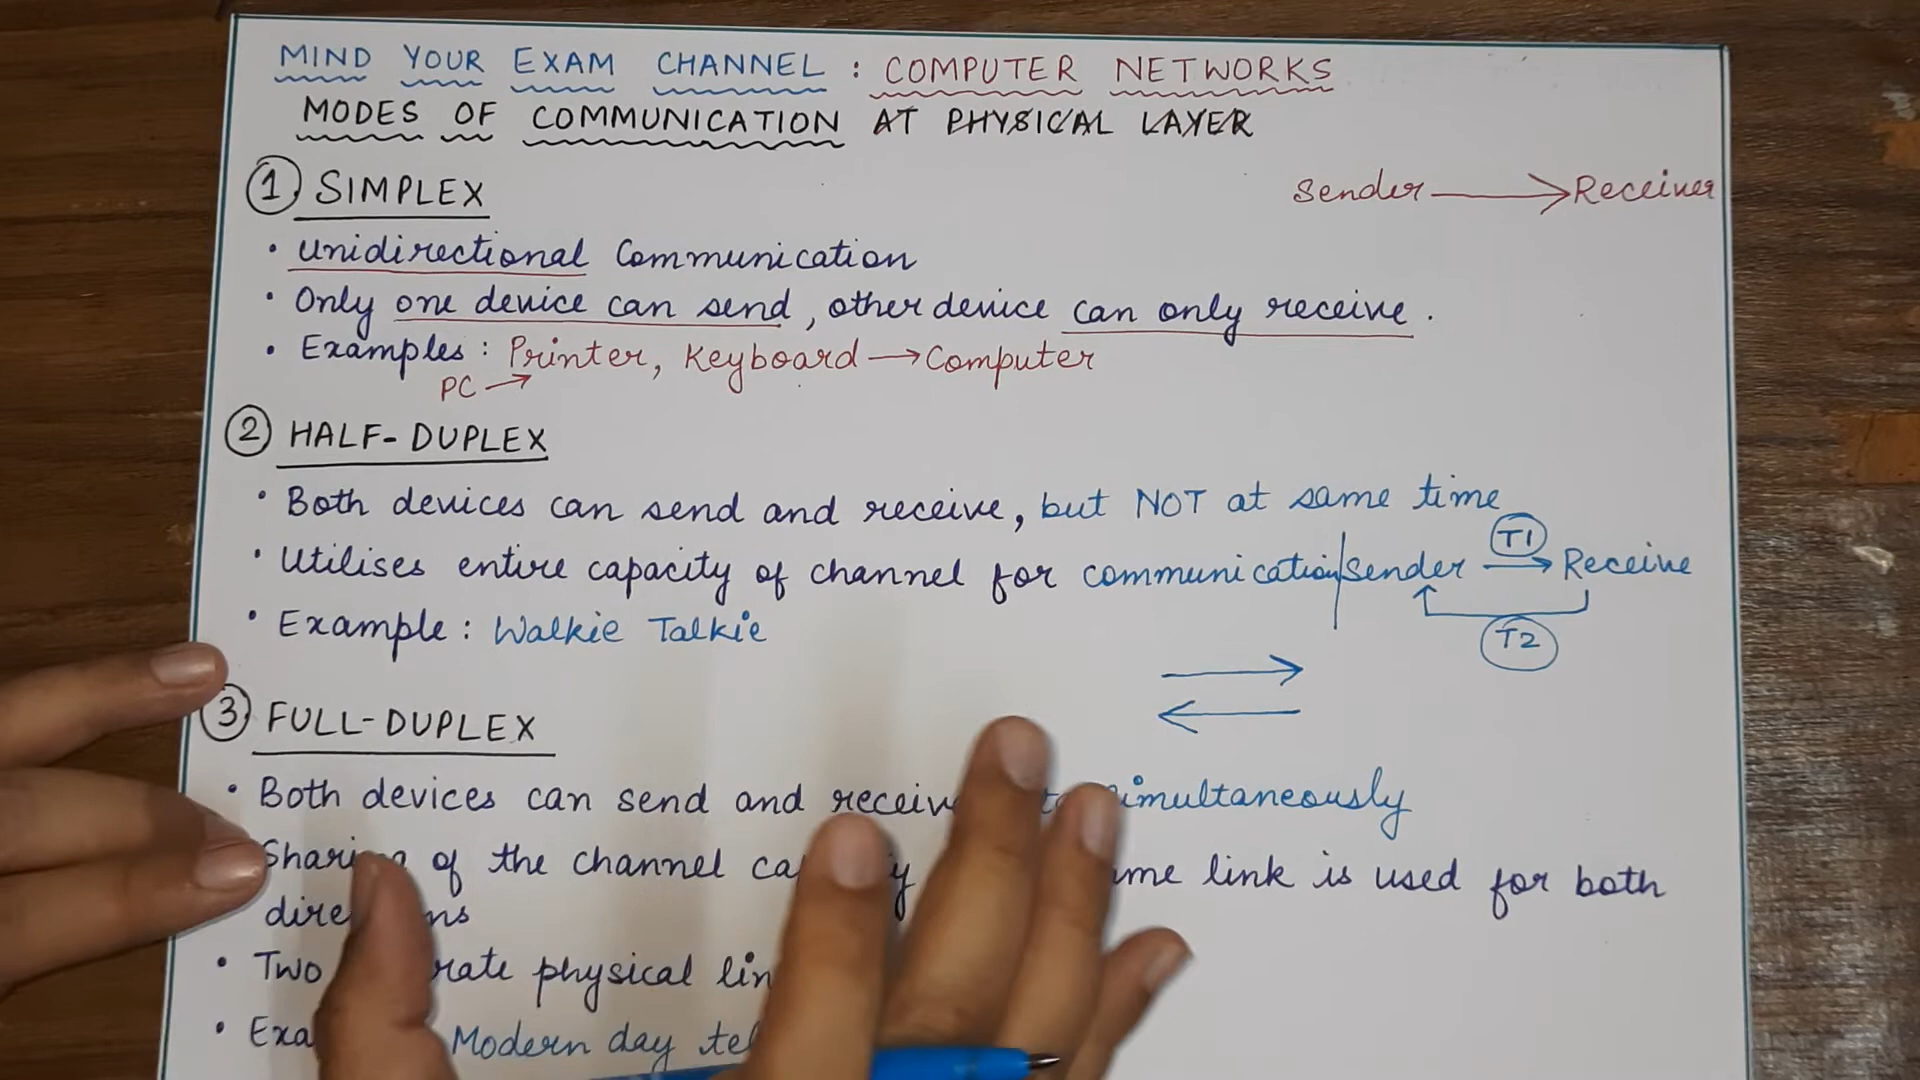 MIND YOUR EXAM CHANNEL : COMPUTER NETWORKS
MODES OF COMMUNICATION AT PHYSICAL LAYER
① SIMPLEX
Sender → Receiver
• Unidirectional Communication
• Only one device can send, other device can only receive.
• Examples : Printer, Keyboard → Computer
PC →
② HALF-DUPLEX
• Both devices can send and receive, but NOT at same time
• Utilises entire capacity of channel for communication
Sender → Receive
T1
T2
• Example : Walkie Talkie
③ FULL-DUPLEX
• Both devices can send and simultaneously
• of the channel link is used for both
• Two physical
• Modern day